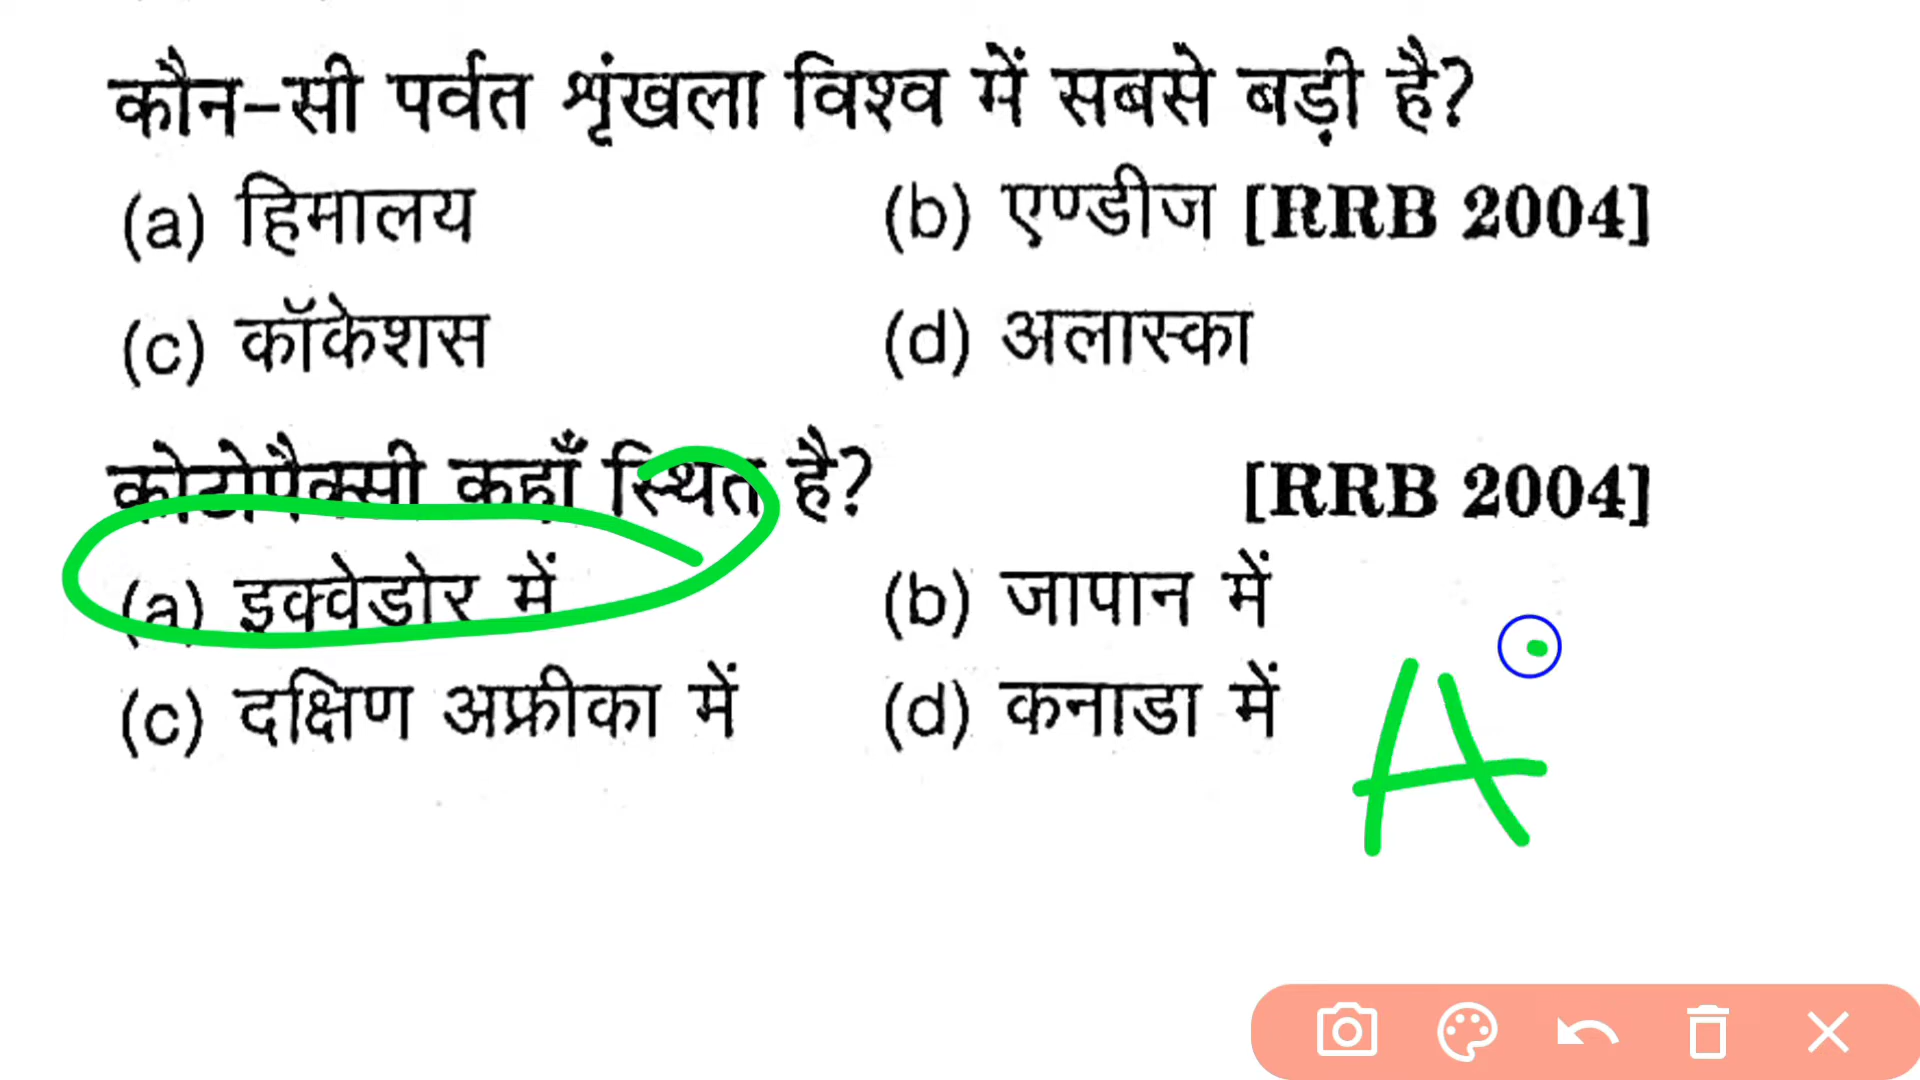 कौन-सी पर्वत शृंखला विश्व में सबसे बड़ी है?
(a) हिमालय (b) एण्डीज [RRB 2004]
(c) कॉकेशस (d) अलास्का
कोटोपैक्सी कहाँ स्थित है? [RRB 2004]
(a) इक्वेडोर में (b) जापान में
(c) दक्षिण अफ्रीका में (d) कनाडा में
A